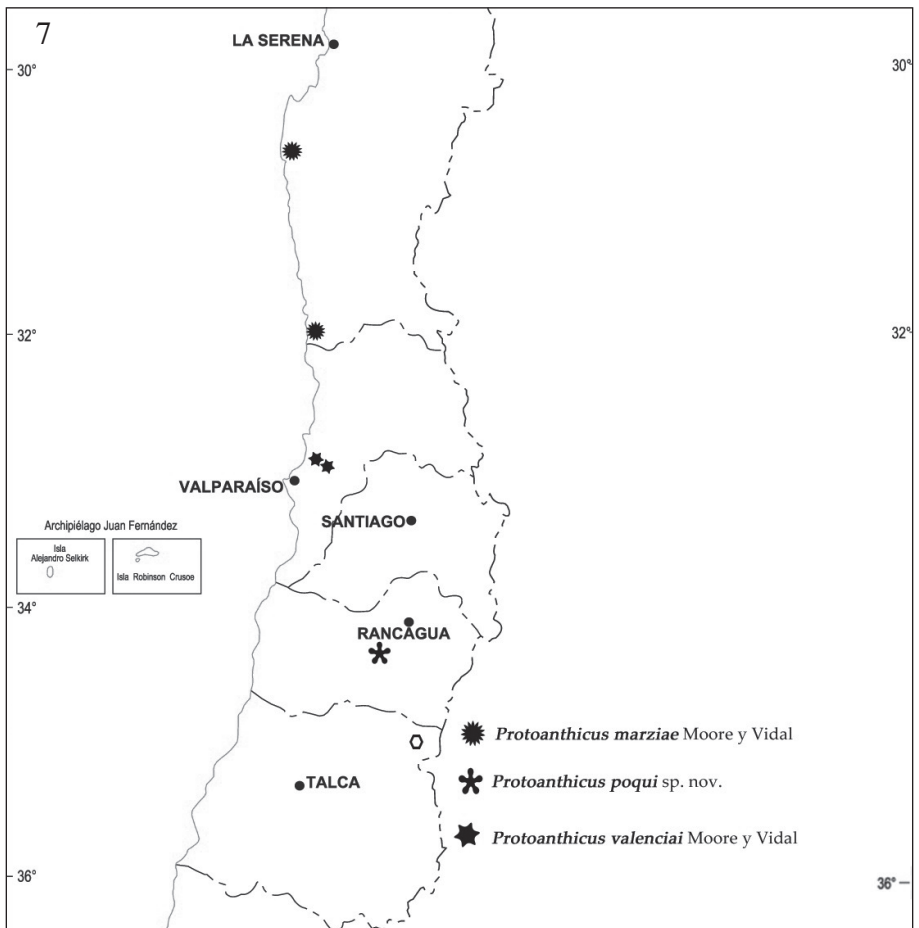 7
LA SERENA
30°
30°
32°
32°
VALPARAÍSO
SANTIAGO
Archipiélago Juan Fernández
Isla
Alejandro Selkirk
Isla Robinson Crusoe
34°
RANCAGUA
Protoanthicus marziae Moore y Vidal
Protoanthicus poqui sp. nov.
TALCA
Protoanthicus valenciai Moore y Vidal
36°
36°